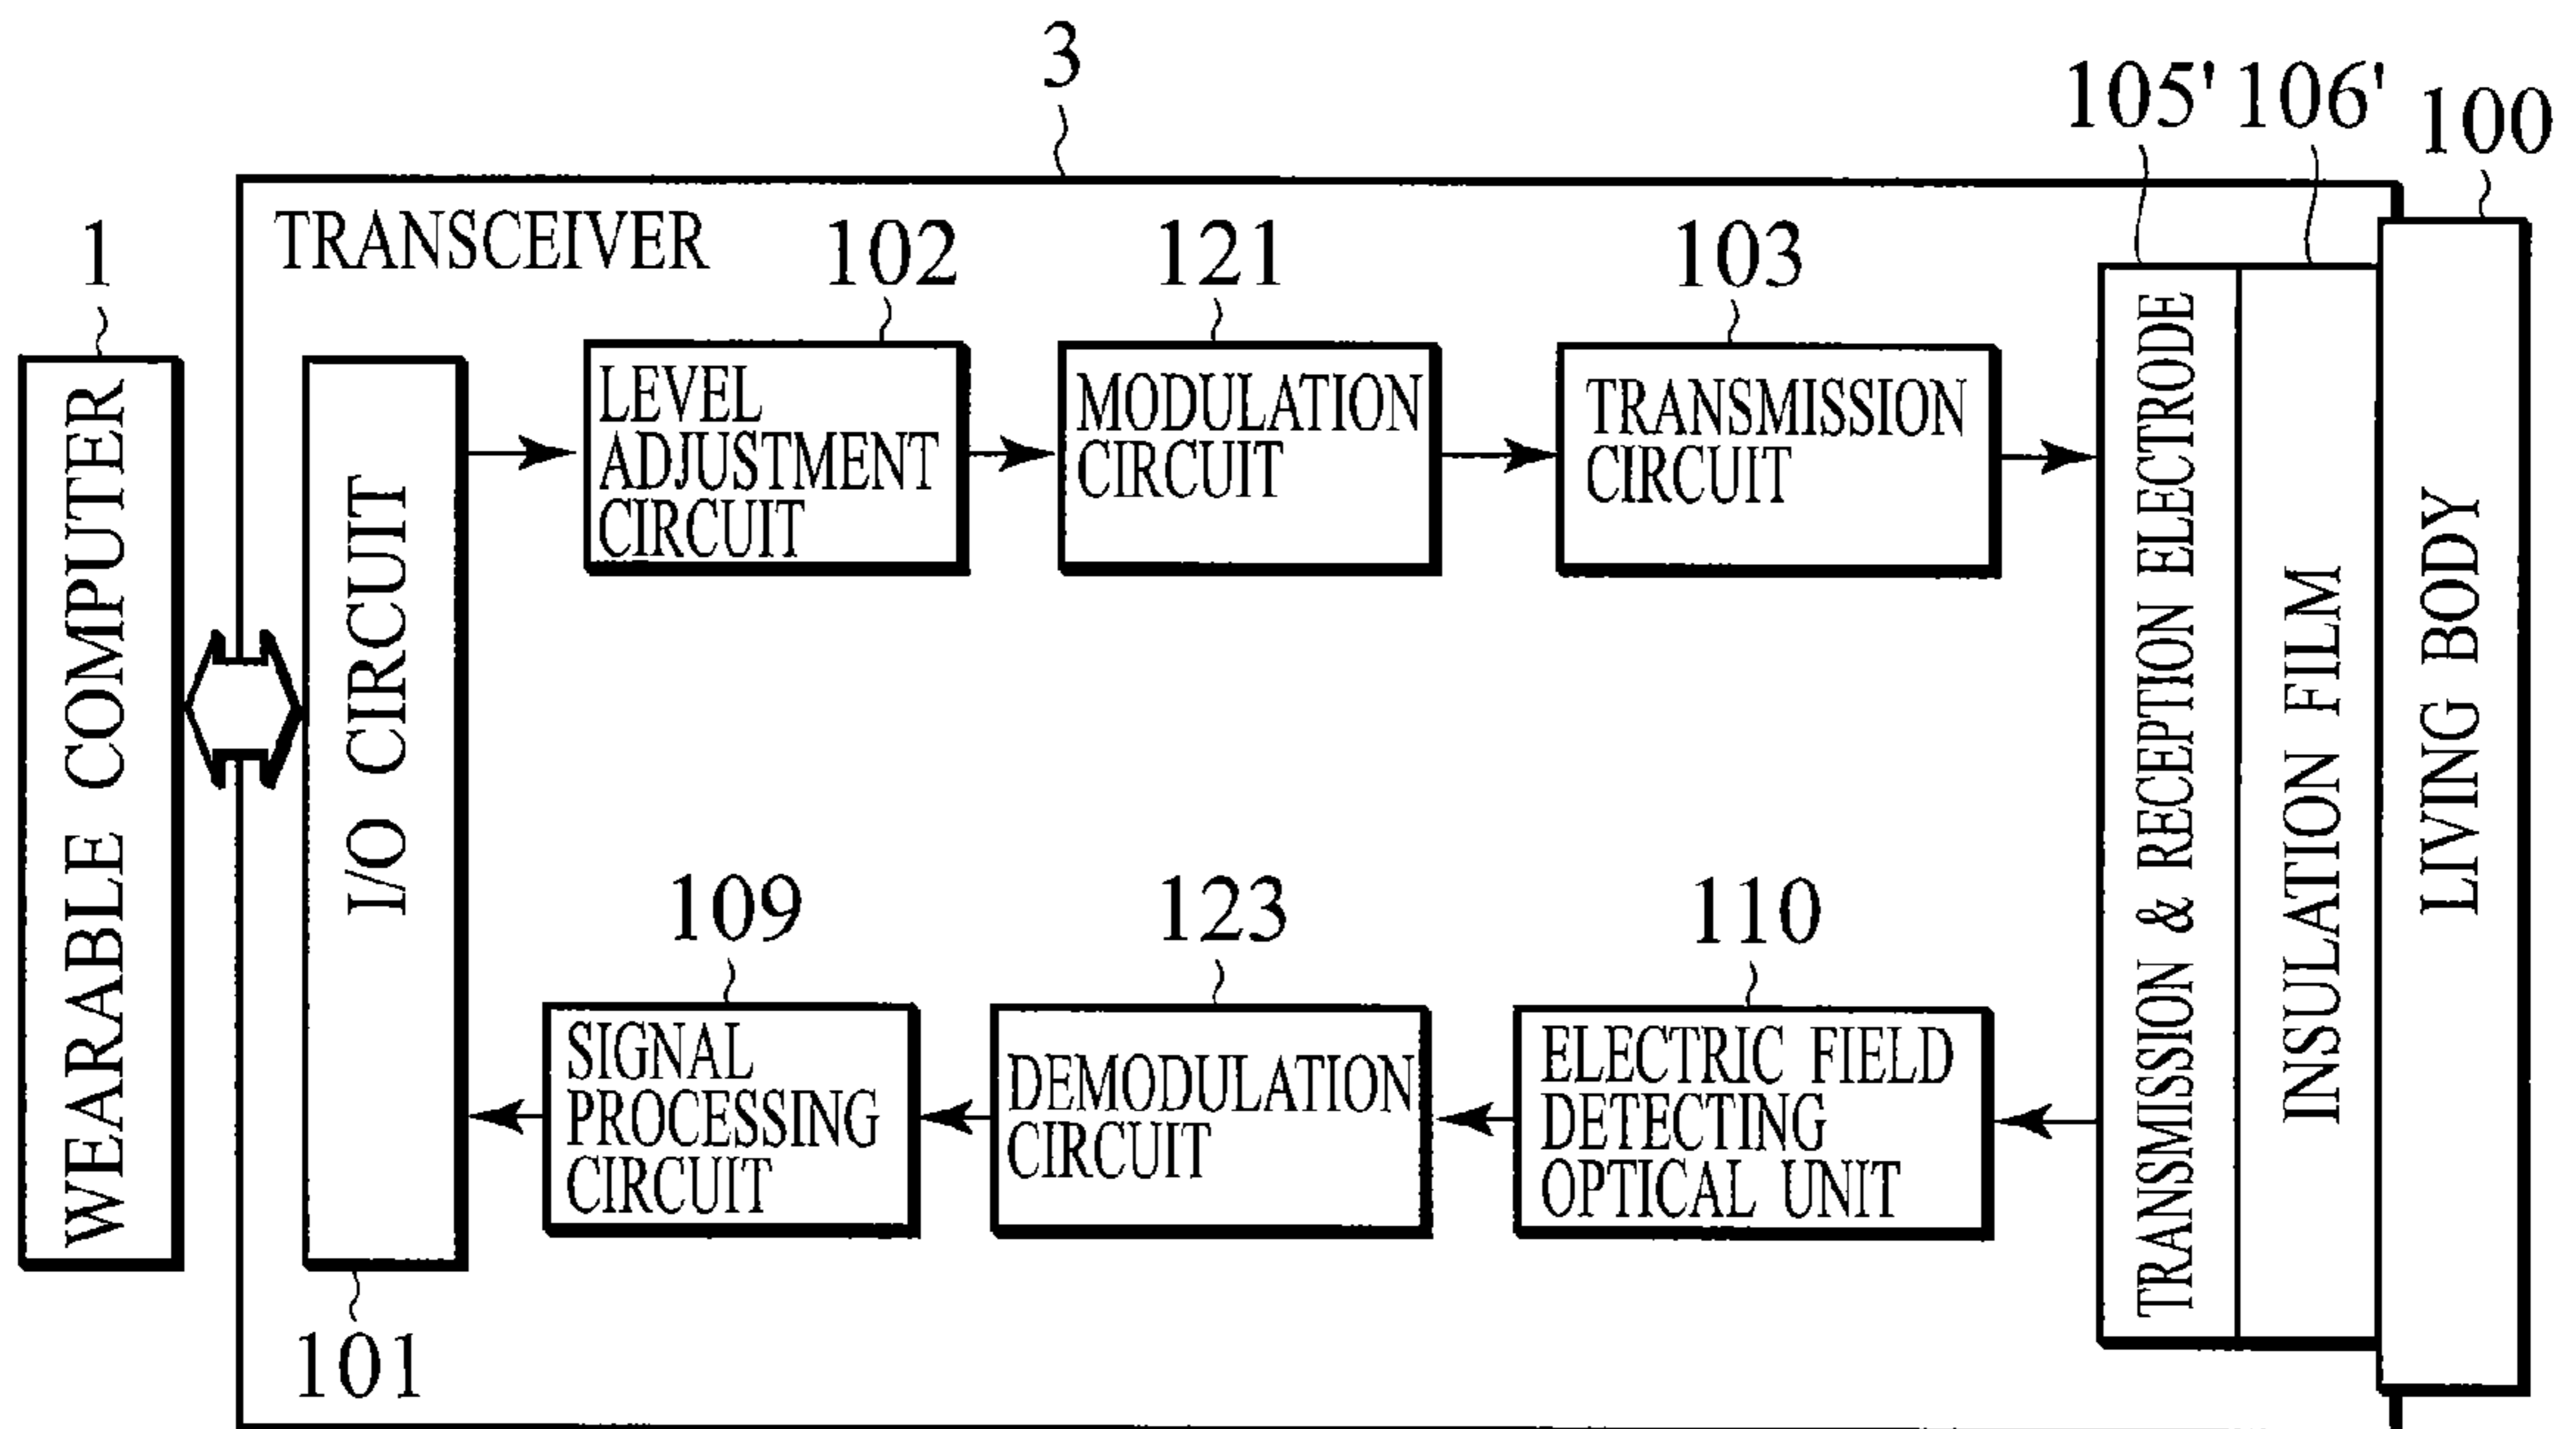 3
105'
106'
100
TRANSCEIVER
1
102
121
103
WEARABLE COMPUTER
I/O CIRCUIT
LEVEL
ADJUSTMENT
CIRCUIT
MODULATION
CIRCUIT
TRANSMISSION
CIRCUIT
TRANSMISSION & RECEPTION ELECTRODE
INSULATION FILM
LIVING BODY
109
123
110
SIGNAL
PROCESSING
CIRCUIT
DEMODULATION
CIRCUIT
ELECTRIC FIELD
DETECTING
OPTICAL UNIT
101